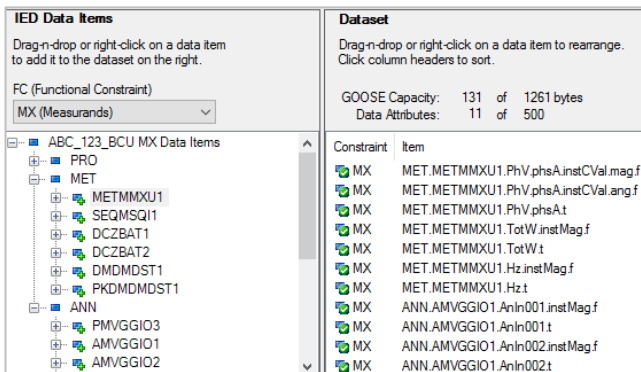 IED Data Items
Drag-n-drop or right-click on a data item
to add it to the dataset on the right.
FC (Functional Constraint)
MX (Measurands)
ABC_123_BCU MX Data Items
PRO
MET
METMMXU1
SEQMSQI1
DCZBAT1
DCZBAT2
DMDMDST1
PKDMDMDST1
ANN
PMVGGIO3
AMVGGIO1
AMVGGIO2
Dataset
Drag-n-drop or right-click on a data item to rearrange.
Click column headers to sort.
GOOSE Capacity: 131 of 1261 bytes
Data Attributes: 11 of 500
Constraint Item
MX MET.METMMXU1.PhV.phsA.instCVal.mag.f
MX MET.METMMXU1.PhV.phsA.instCVal.ang.f
MX MET.METMMXU1.PhV.phsA.t
MX MET.METMMXU1.TotW.instMag.f
MX MET.METMMXU1.TotW.t
MX MET.METMMXU1.Hz.instMag.f
MX MET.METMMXU1.Hz.t
MX ANN.AMVGGIO1.AnIn001.instMag.f
MX ANN.AMVGGIO1.AnIn001.t
MX ANN.AMVGGIO1.AnIn002.instMag.f
MX ANN.AMVGGIO1.AnIn002.t